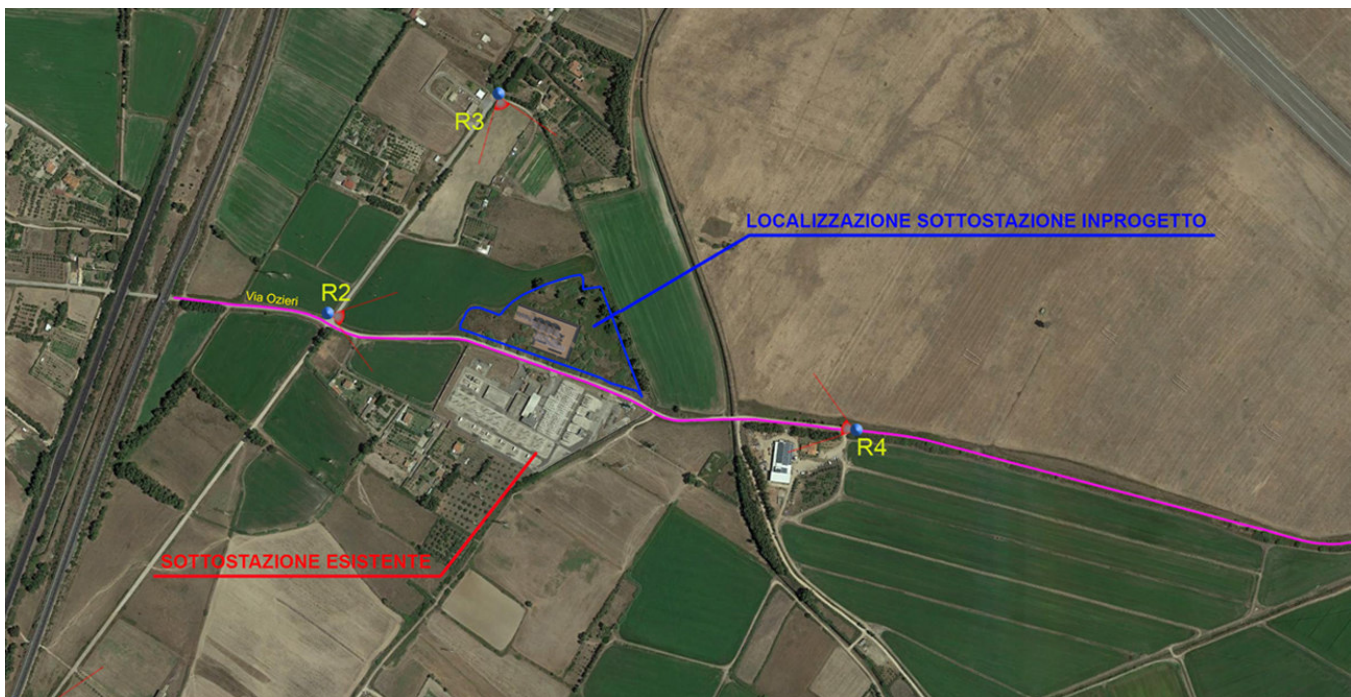 R3
LOCALIZZAZIONE SOTTOSTAZIONE INPROGETTO
Via Ozieri
R2
R4
SOTTOSTAZIONE ESISTENTE